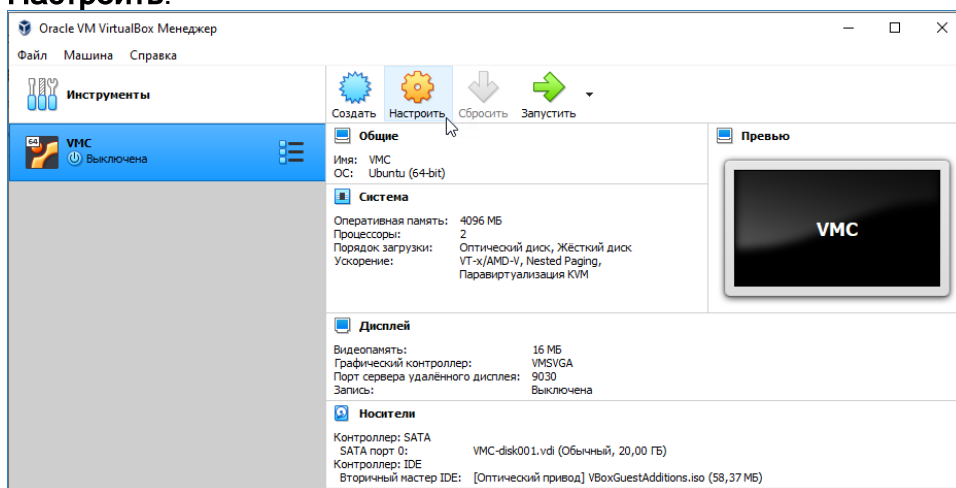 Настроить.
Oracle VM VirtualBox Менеджер
Файл Машина Справка
Инструменты
Создать Настроить Сбросить Запустить
64
VMC
Выключена
Общие
Имя: VMC
ОС: Ubuntu (64-bit)
Превью
VMC
Система
Оперативная память: 4096 МБ
Процессоры: 2
Порядок загрузки: Оптический диск, Жёсткий диск
Ускорение: VT-x/AMD-V, Nested Paging,
Паравиртуализация KVM
Дисплей
Видеопамять: 16 МБ
Графический контроллер: VMSVGA
Порт сервера удалённого дисплея: 9030
Запись: Выключена
Носители
Контроллер: SATA
SATA порт 0: VMC-disk001.vdi (Обычный, 20,00 ГБ)
Контроллер: IDE
Вторичный мастер IDE: [Оптический привод] VBoxGuestAdditions.iso (58,37 МБ)